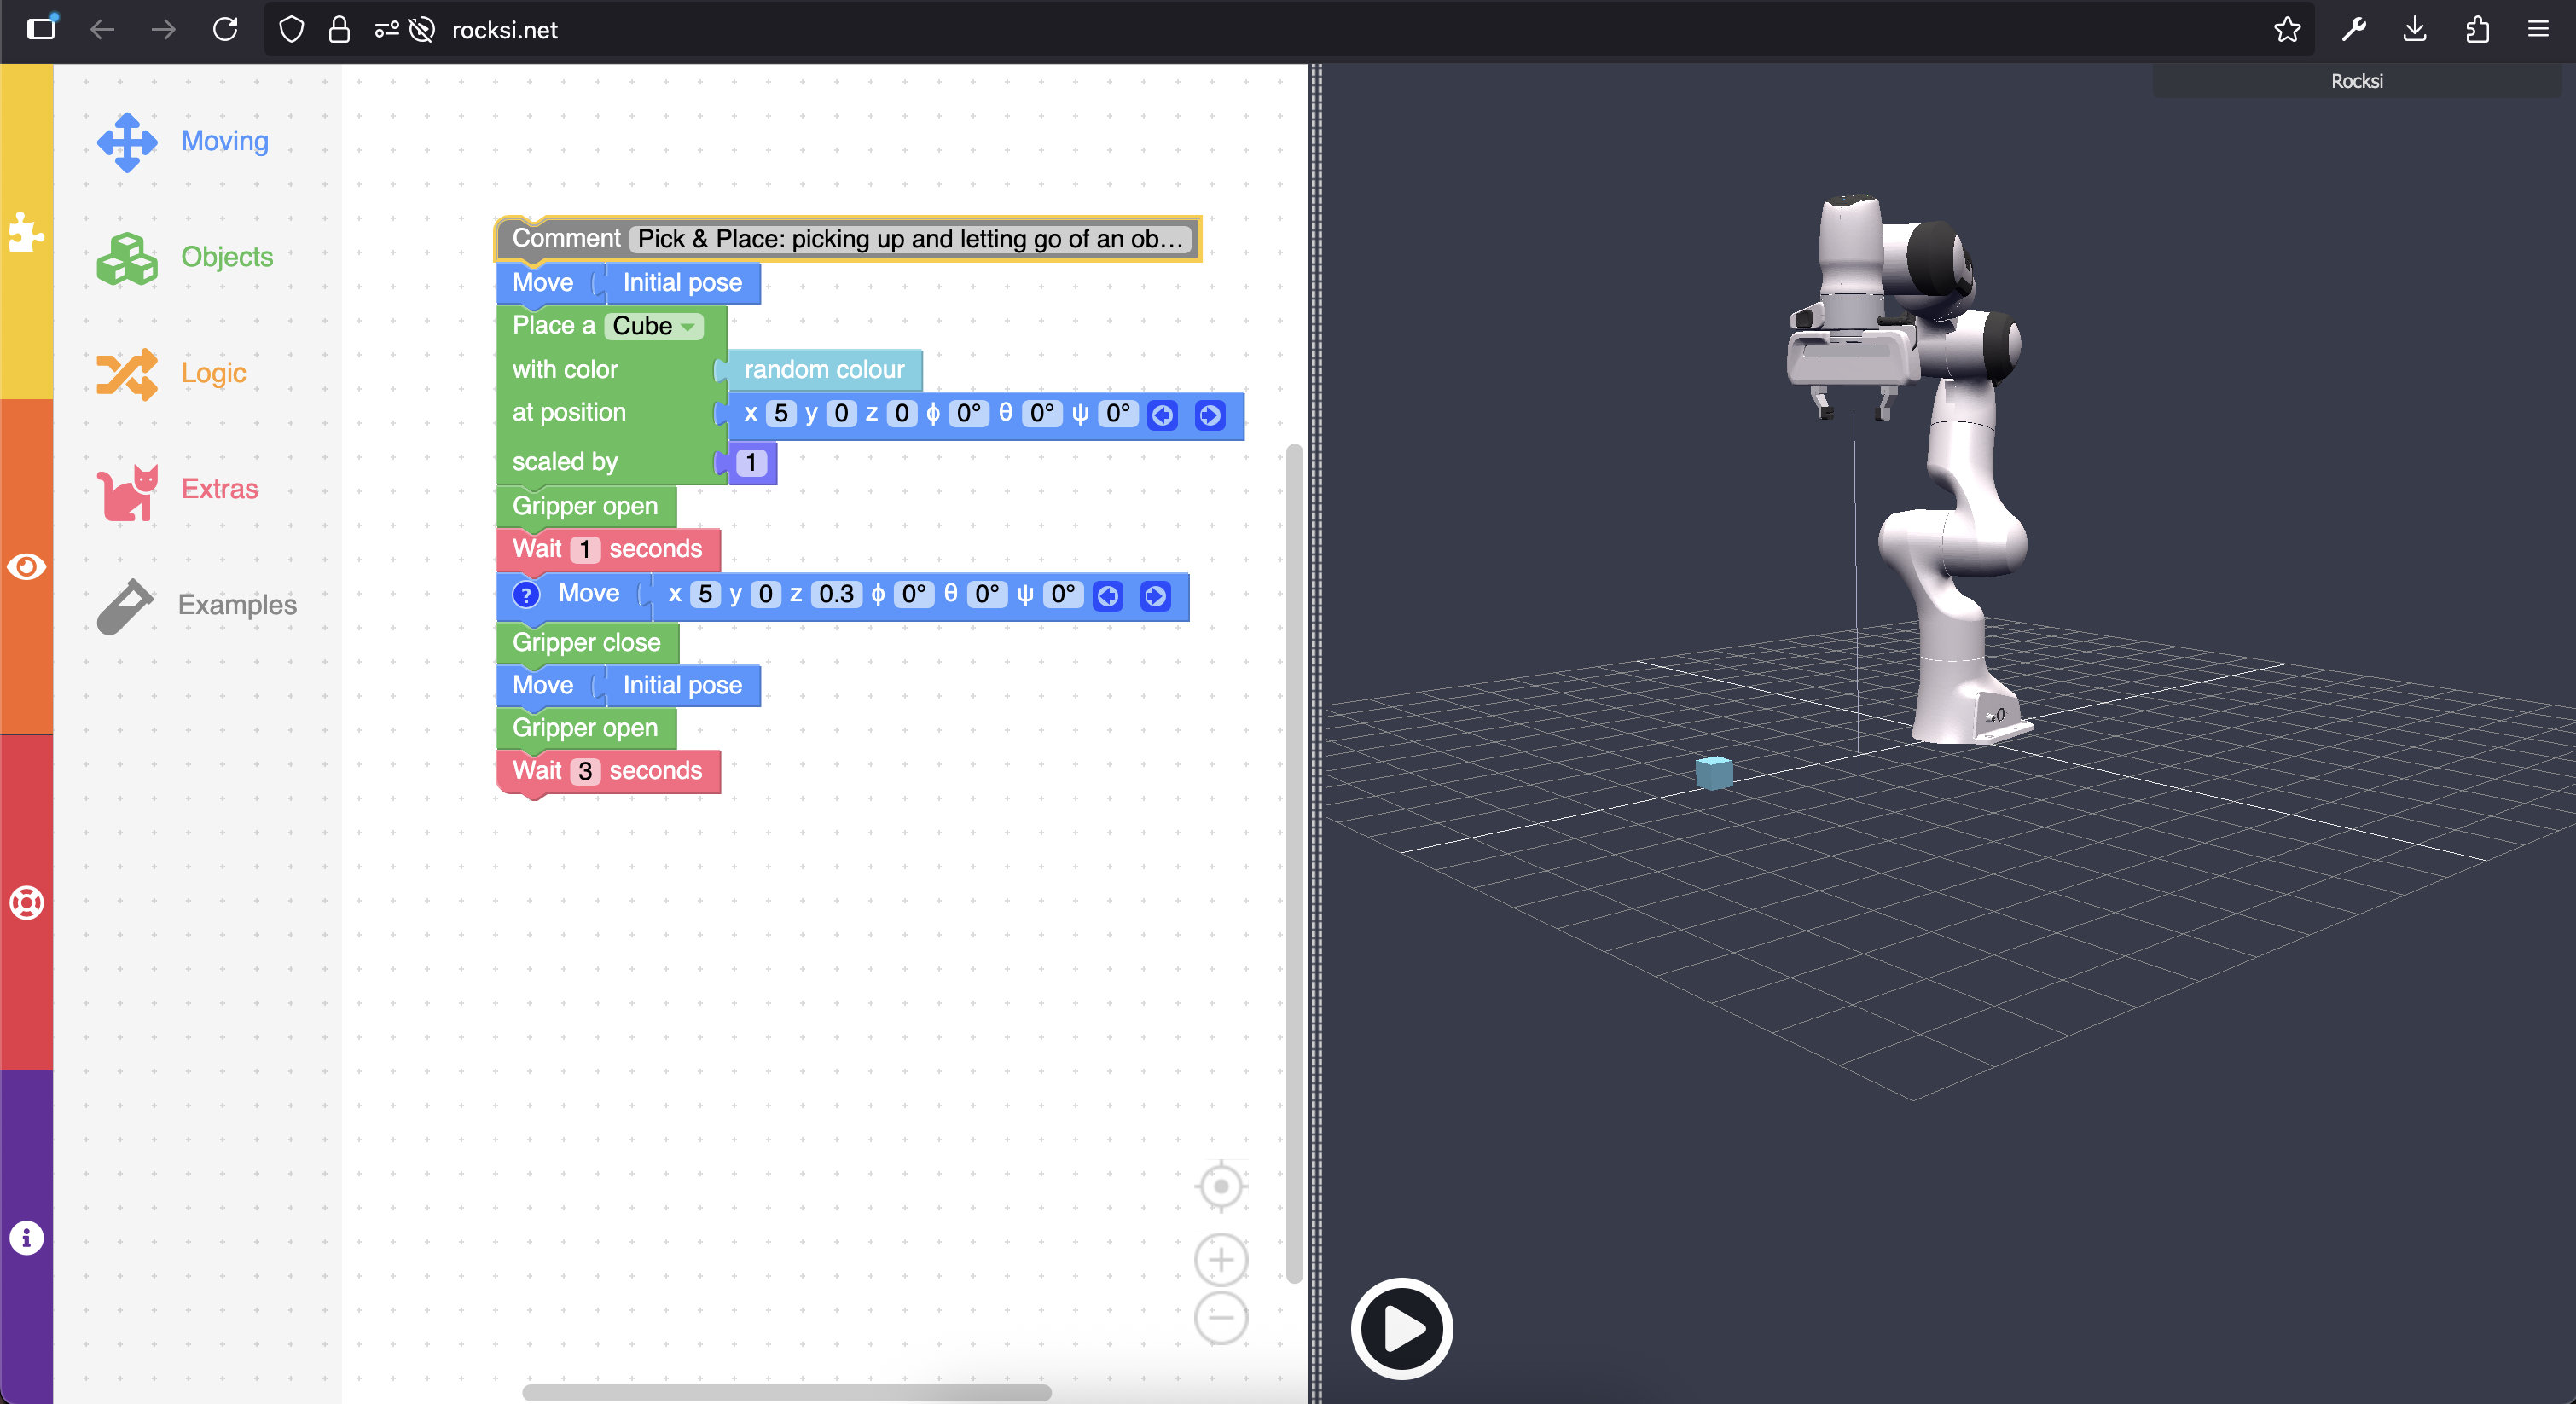 rocksi.net
Rocksi
Moving
Objects
Logic
Extras
Examples
Comment Pick & Place: picking up and letting go of an ob…
Move Initial pose
Place a Cube
with color random colour
at position x 5 y 0 z 0 ϕ 0° θ 0° ψ 0°
scaled by 1
Gripper open
Wait 1 seconds
? Move x 5 y 0 z 0.3 ϕ 0° θ 0° ψ 0°
Gripper close
Move Initial pose
Gripper open
Wait 3 seconds